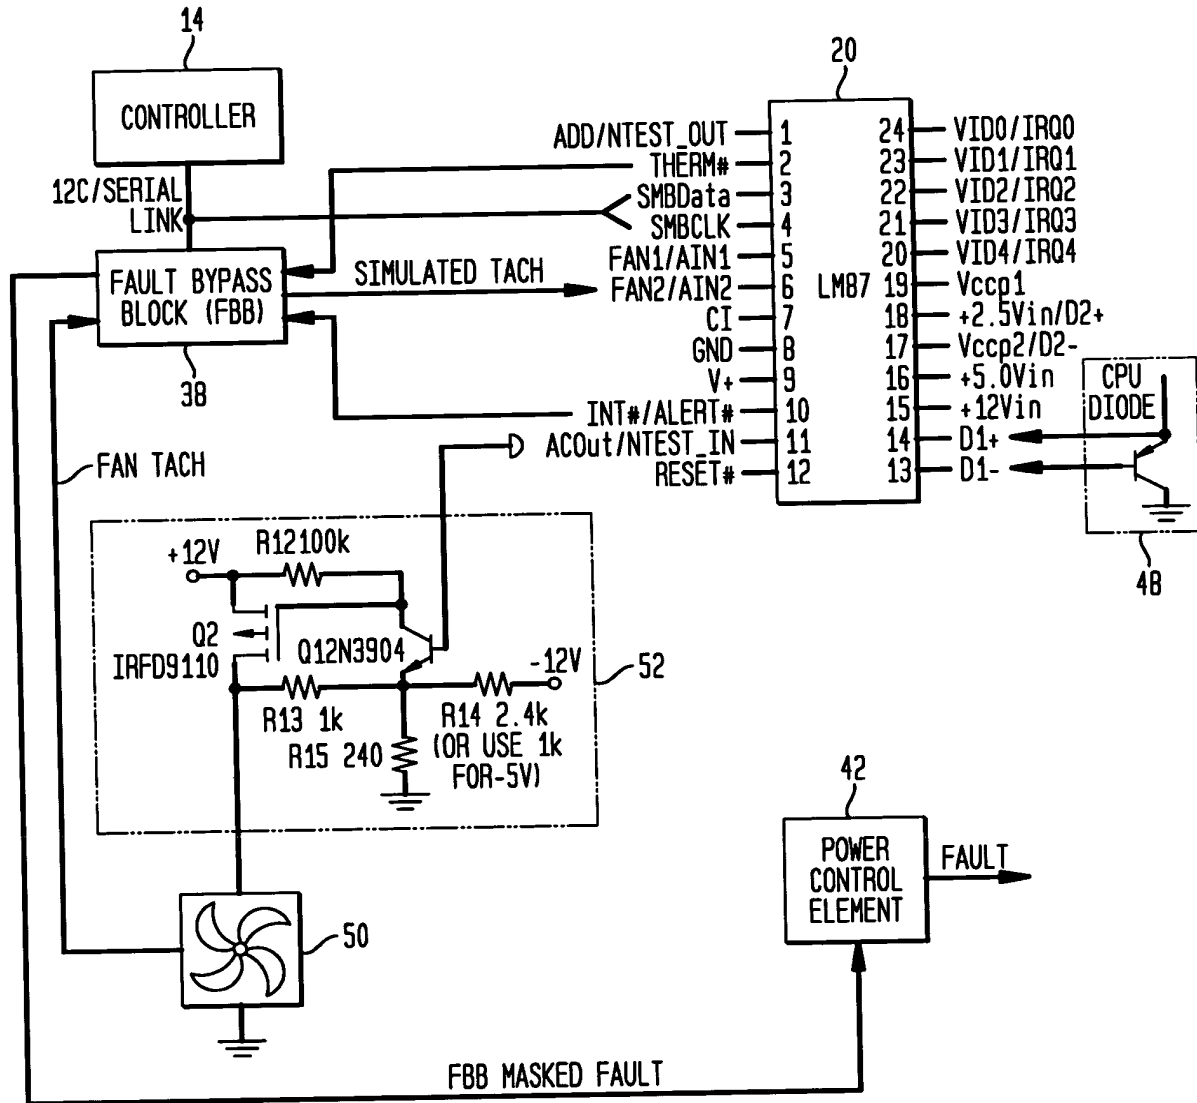 14
CONTROLLER
12C/SERIAL
LINK
FAULT BYPASS
BLOCK (FBB)
38
SIMULATED TACH
FAN TACH
20
ADD/NTEST_OUT
THERM#
SMBData
SMBCLK
FAN1/AIN1
FAN2/AIN2
CI
GND
V+
INT#/ALERT#
ACOut/NTEST_IN
RESET#
1
2
3
4
5
6
7
8
9
10
11
12
LM87
24
23
22
21
20
19
18
17
16
15
14
13
VID0/IRQ0
VID1/IRQ1
VID2/IRQ2
VID3/IRQ3
VID4/IRQ4
Vccp1
+2.5Vin/D2+
Vccp2/D2-
+5.0Vin
+12Vin
D1+
D1-
CPU
DIODE
48
+12V
R12100k
Q2
IRFD9110
Q12N3904
-12V
R13 1k
R15 240
R14 2.4k
(OR USE 1k
FOR-5V)
52
50
42
POWER
CONTROL
ELEMENT
FAULT
FBB MASKED FAULT